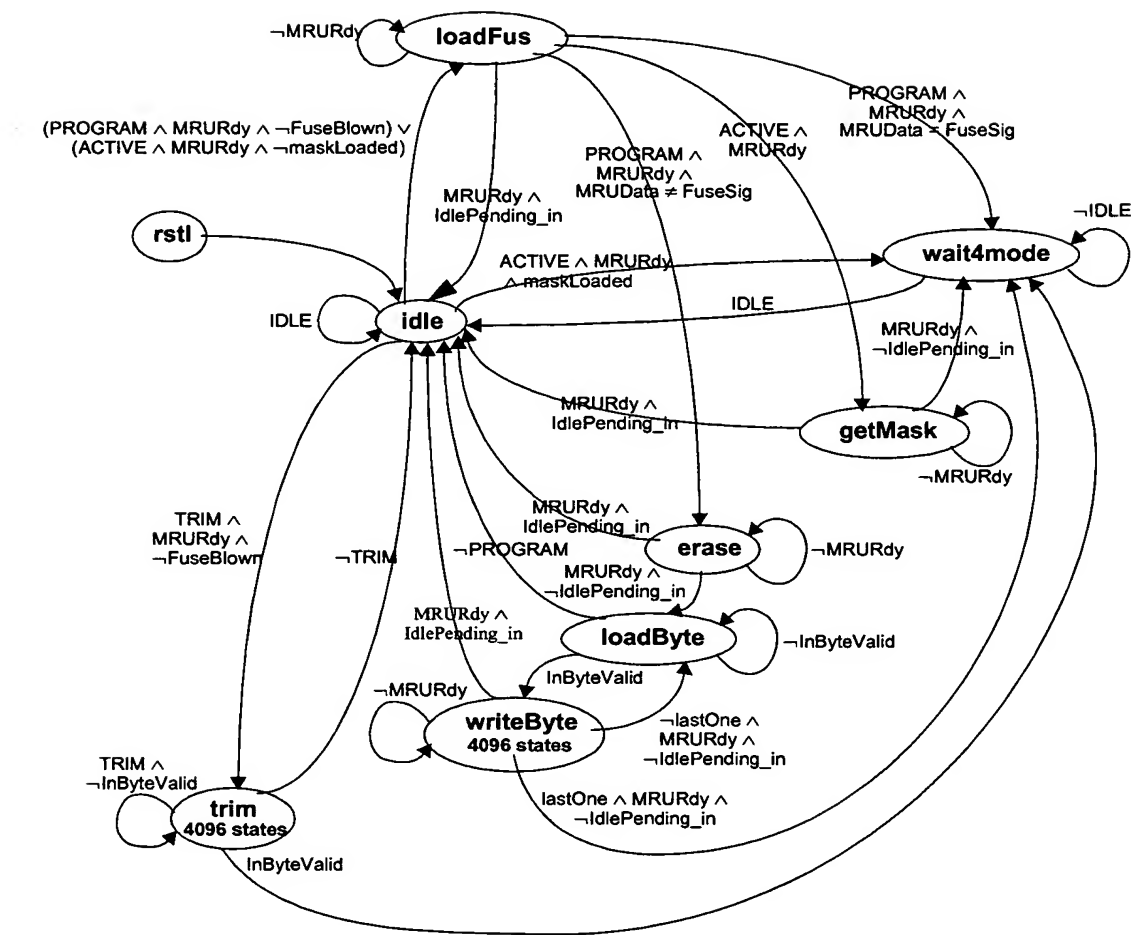 loadFus
¬MRURdy
(PROGRAM ∧ MRURdy ∧ ¬FuseBlown) ∨
(ACTIVE ∧ MRURdy ∧ ¬maskLoaded)
PROGRAM ∧
MRURdy ∧
MRUData = FuseSig
ACTIVE ∧
MRURdy
PROGRAM ∧
MRURdy ∧
MRUData ≠ FuseSig
MRURdy ∧
IdlePending_in
rstl
¬IDLE
wait4mode
ACTIVE ∧ MRURdy
∧ maskLoaded
IDLE
IDLE
idle
MRURdy ∧
¬IdlePending_in
MRURdy ∧
IdlePending_in
getMask
¬MRURdy
TRIM ∧
MRURdy ∧
¬FuseBlown
¬TRIM
MRURdy ∧
IdlePending_in
erase
¬MRURdy
¬PROGRAM
MRURdy ∧
¬IdlePending_in
MRURdy ∧
IdlePending_in
loadByte
¬InByteValid
InByteValid
¬MRURdy
writeByte
4096 states
¬lastOne ∧
MRURdy ∧
¬IdlePending_in
TRIM ∧
¬InByteValid
trim
4096 states
lastOne ∧ MRURdy ∧
¬IdlePending_in
InByteValid